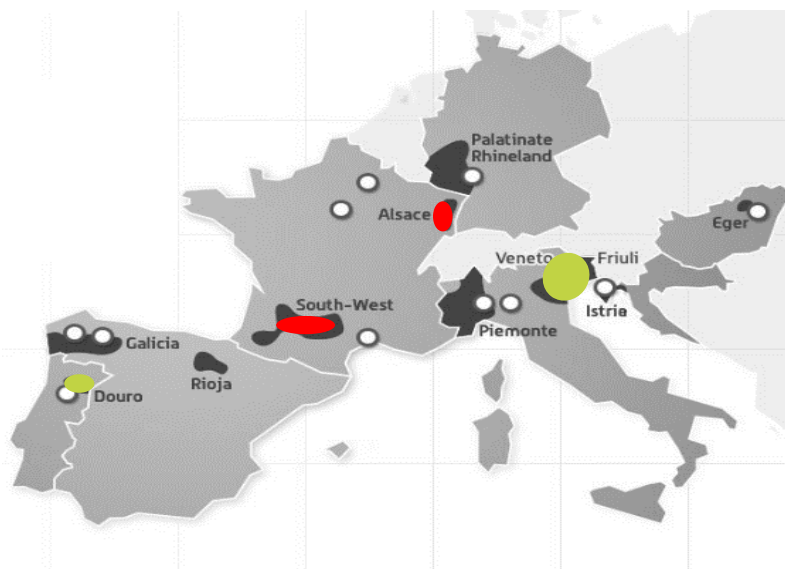 Palatinate
Rhineland
Alsace
Eger
Veneto
Friuli
South-West
Istria
Piemonte
Galicia
Rioja
Douro